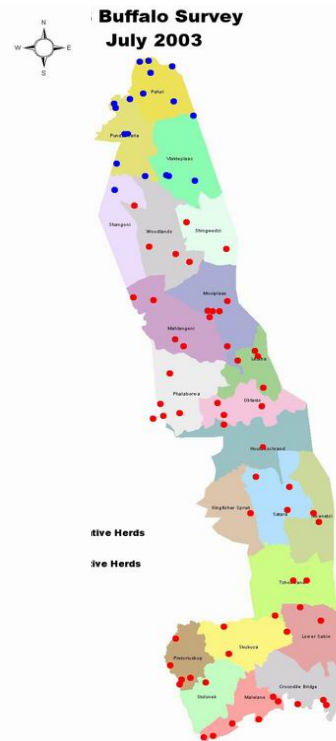 Buffalo Survey
July 2003
N
W
E
S
Pafuri
Punda Maria
Vlakteplaas
Shangoni
Woodlands
Shingwedzi
Mooiplaas
Mahlangeni
Letaba
Phalaborwa
Olifants
Houtboschrand
Kingfisher Spruit
Satara
Nwanetsi
tive Herds
tive Herds
Tshokwane
Skukuza
Lower Sabie
Pretoriuskop
Crocodile Bridge
Stolsnek
Malelane